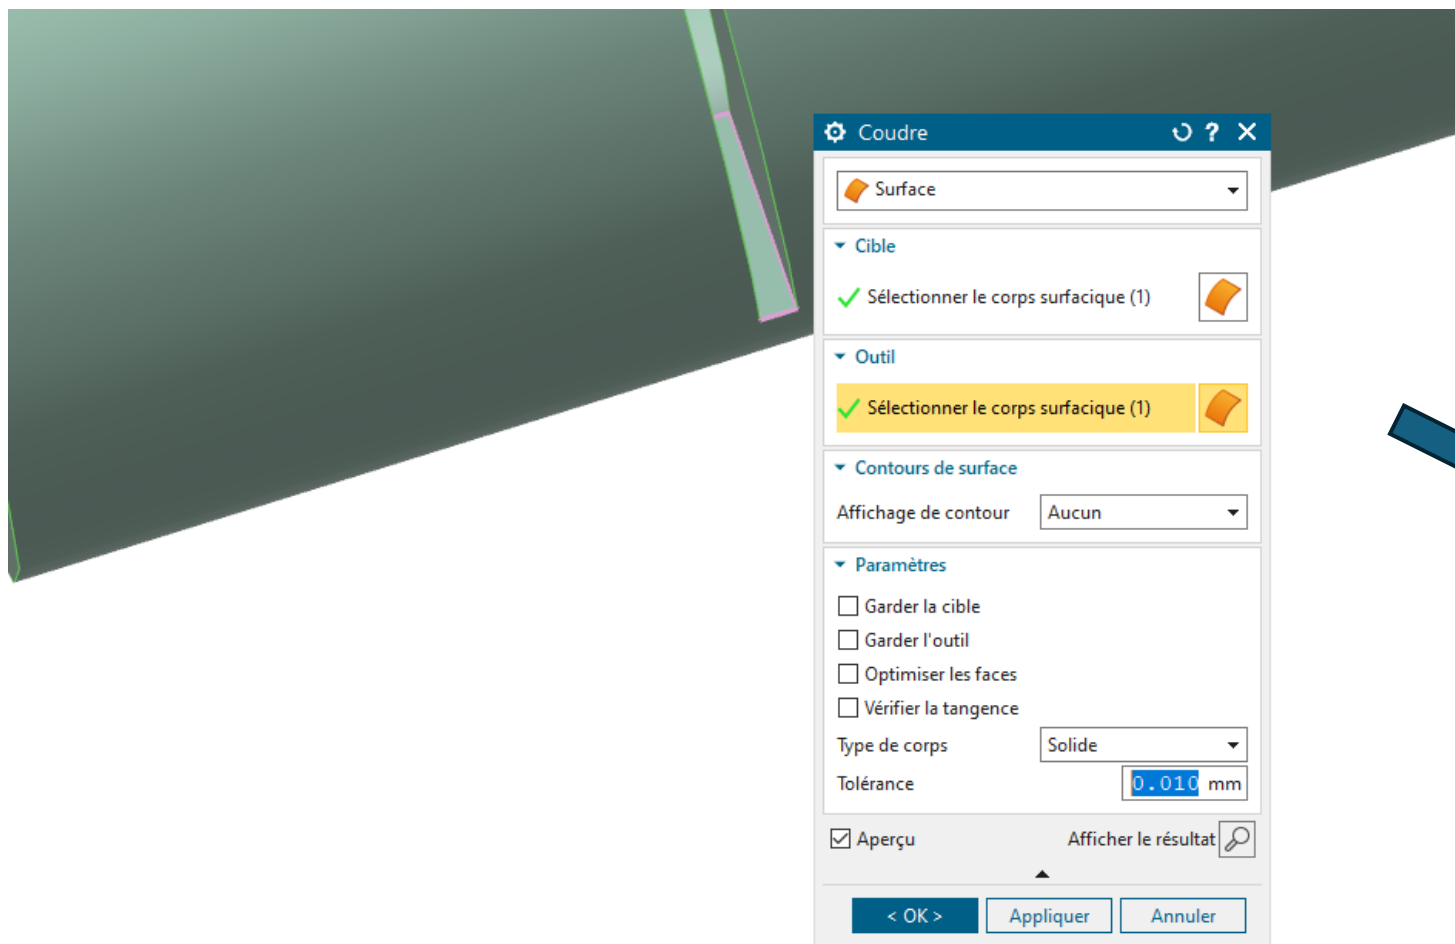 Coudre
Surface
Cible
Sélectionner le corps surfacique (1)
Outil
Sélectionner le corps surfacique (1)
Contours de surface
Affichage de contour Aucun
Paramètres
Garder la cible
Garder l'outil
Optimiser les faces
Vérifier la tangence
Type de corps Solide
Tolérance 0.010 mm
Aperçu Afficher le résultat
< OK > Appliquer Annuler